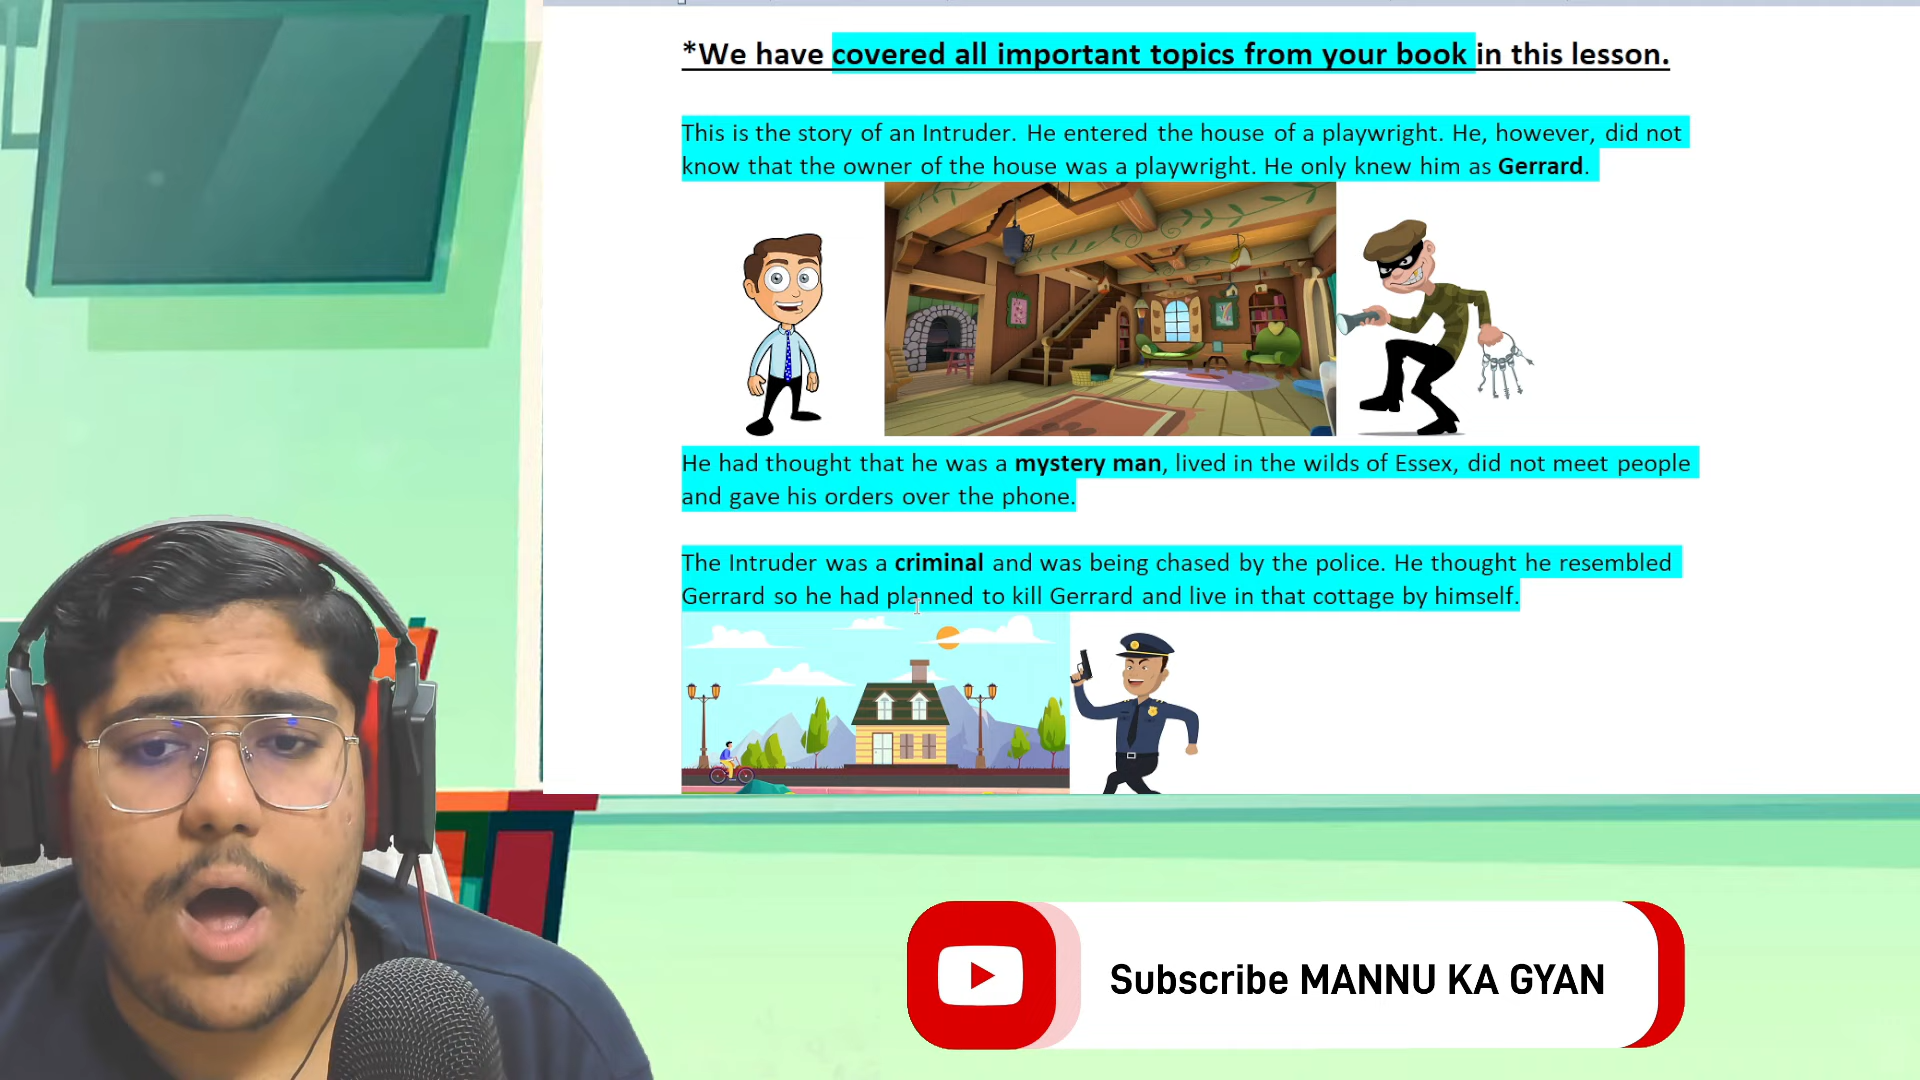 *We have covered all important topics from your book in this lesson.
This is the story of an Intruder. He entered the house of a playwright. He, however, did not
know that the owner of the house was a playwright. He only knew him as Gerrard.
He had thought that he was a mystery man, lived in the wilds of Essex, did not meet people
and gave his orders over the phone.
The Intruder was a criminal and was being chased by the police. He thought he resembled
Gerrard so he had planned to kill Gerrard and live in that cottage by himself.
Subscribe MANNU KA GYAN